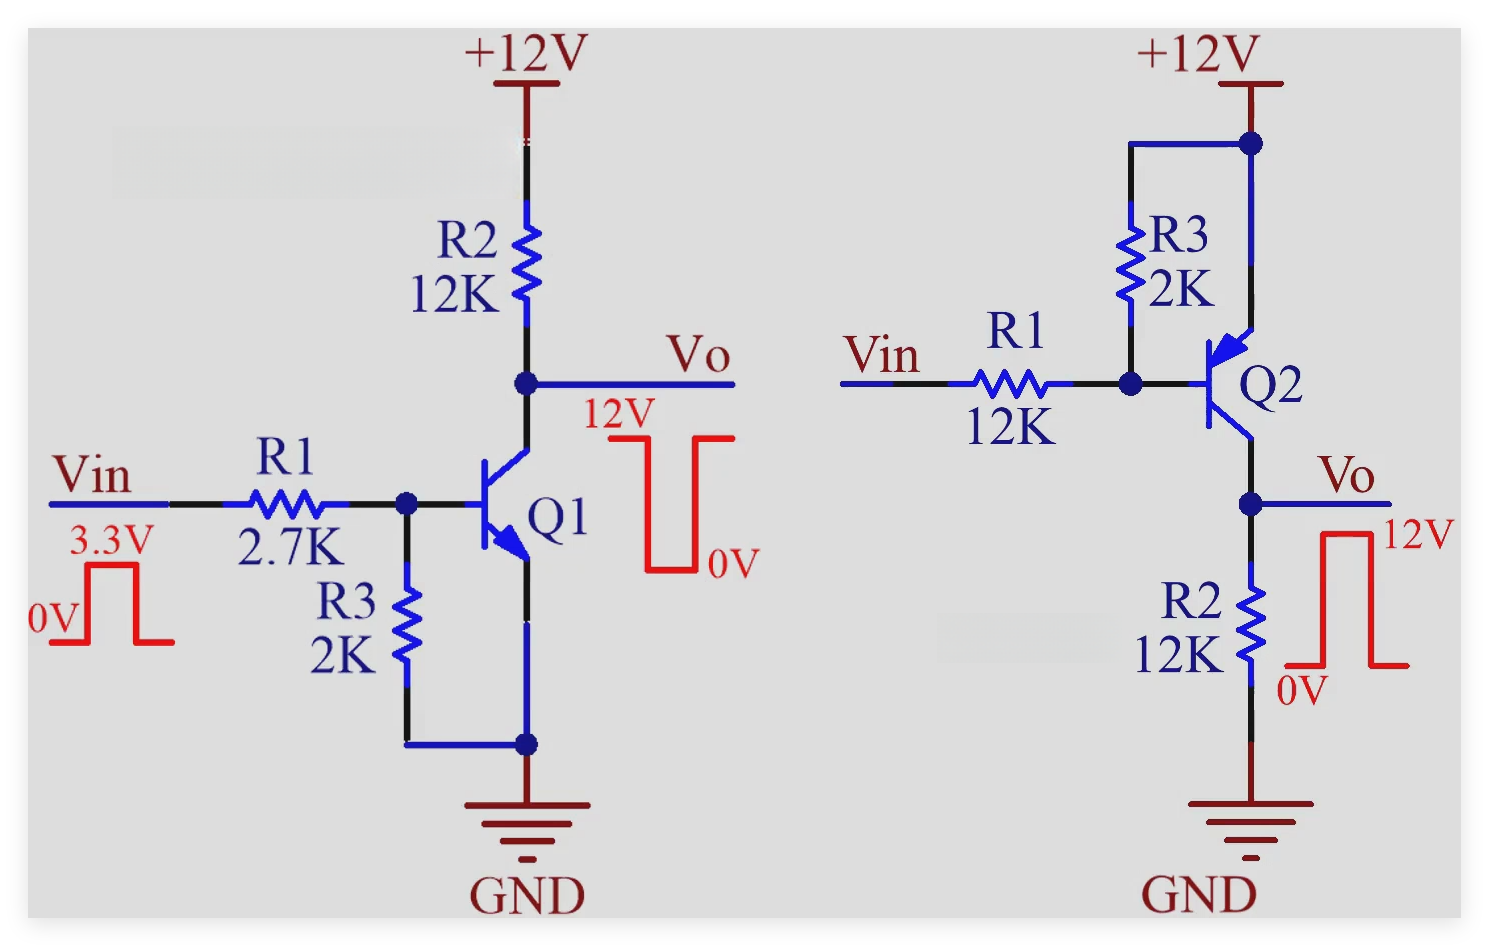 +12V
R2
12K
Vo
12V
0V
Vin
R1
2.7K
3.3V
0V
Q1
R3
2K
GND
+12V
R3
2K
Vin
R1
12K
Q2
Vo
12V
0V
R2
12K
GND